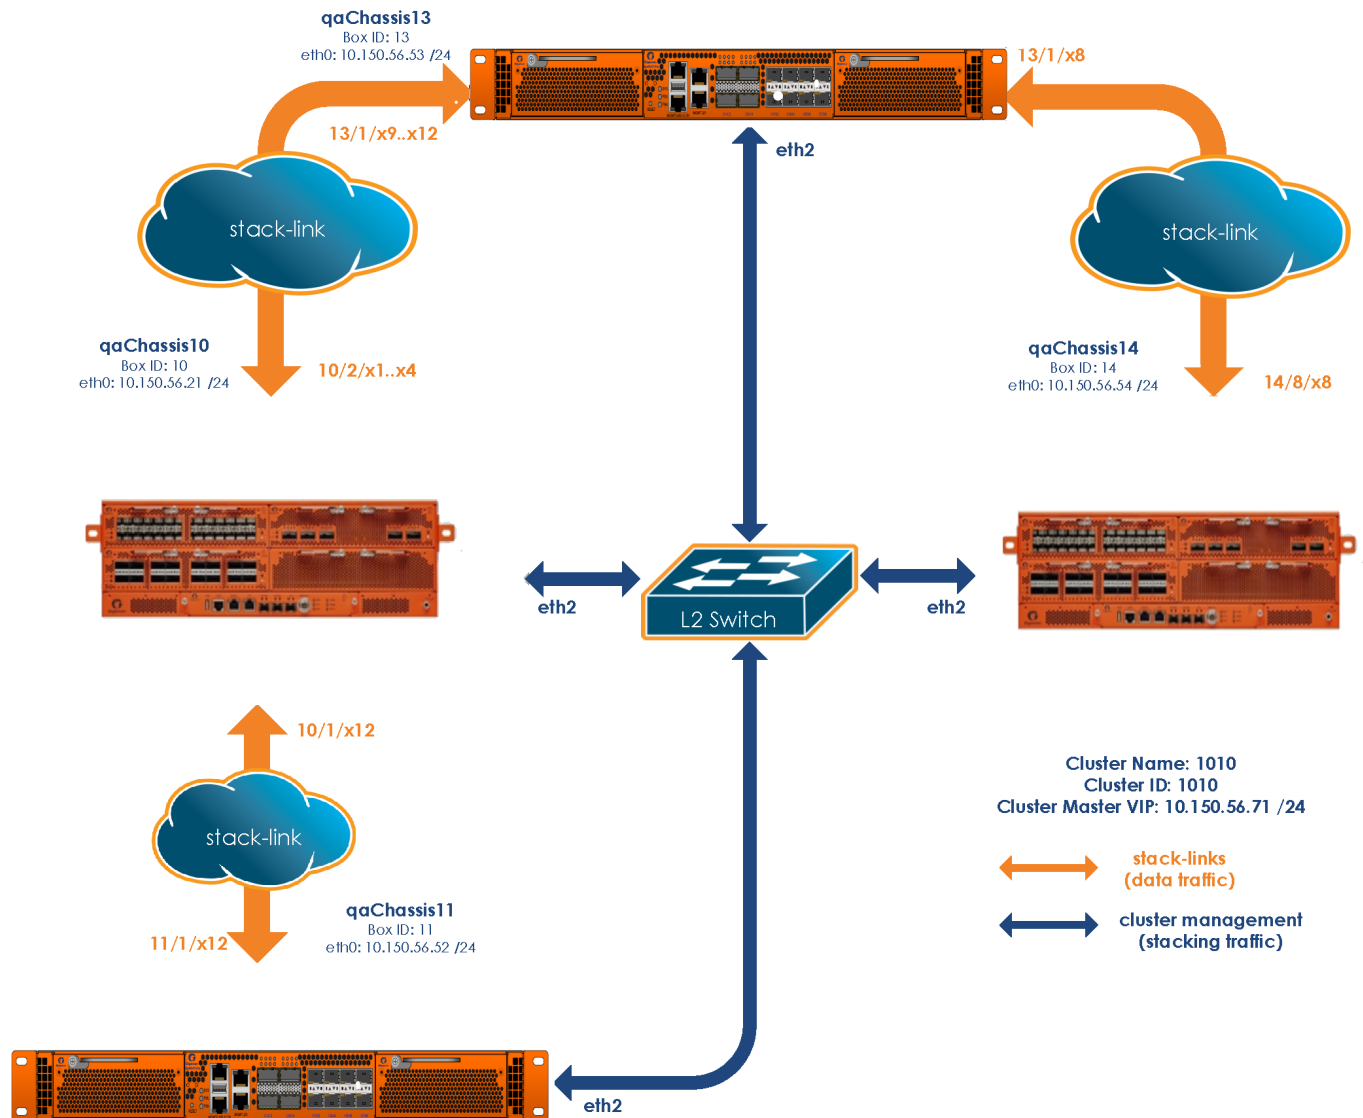 qaChassis13
Box ID: 13
eth0: 10.150.56.53 /24
13/1/x8
13/1/x9..x12
eth2
stack-link
stack-link
qaChassis10
Box ID: 10
eth0: 10.150.56.21 /24
10/2/x1..x4
qaChassis14
Box ID: 14
eth0: 10.150.56.54 /24
14/8/x8
eth2
eth2
L2 Switch
10/1/x12
stack-link
11/1/x12
qaChassis11
Box ID: 11
eth0: 10.150.56.52 /24
Cluster Name: 1010
Cluster ID: 1010
Cluster Master VIP: 10.150.56.71 /24
stack-links
(data traffic)
cluster management
(stacking traffic)
eth2